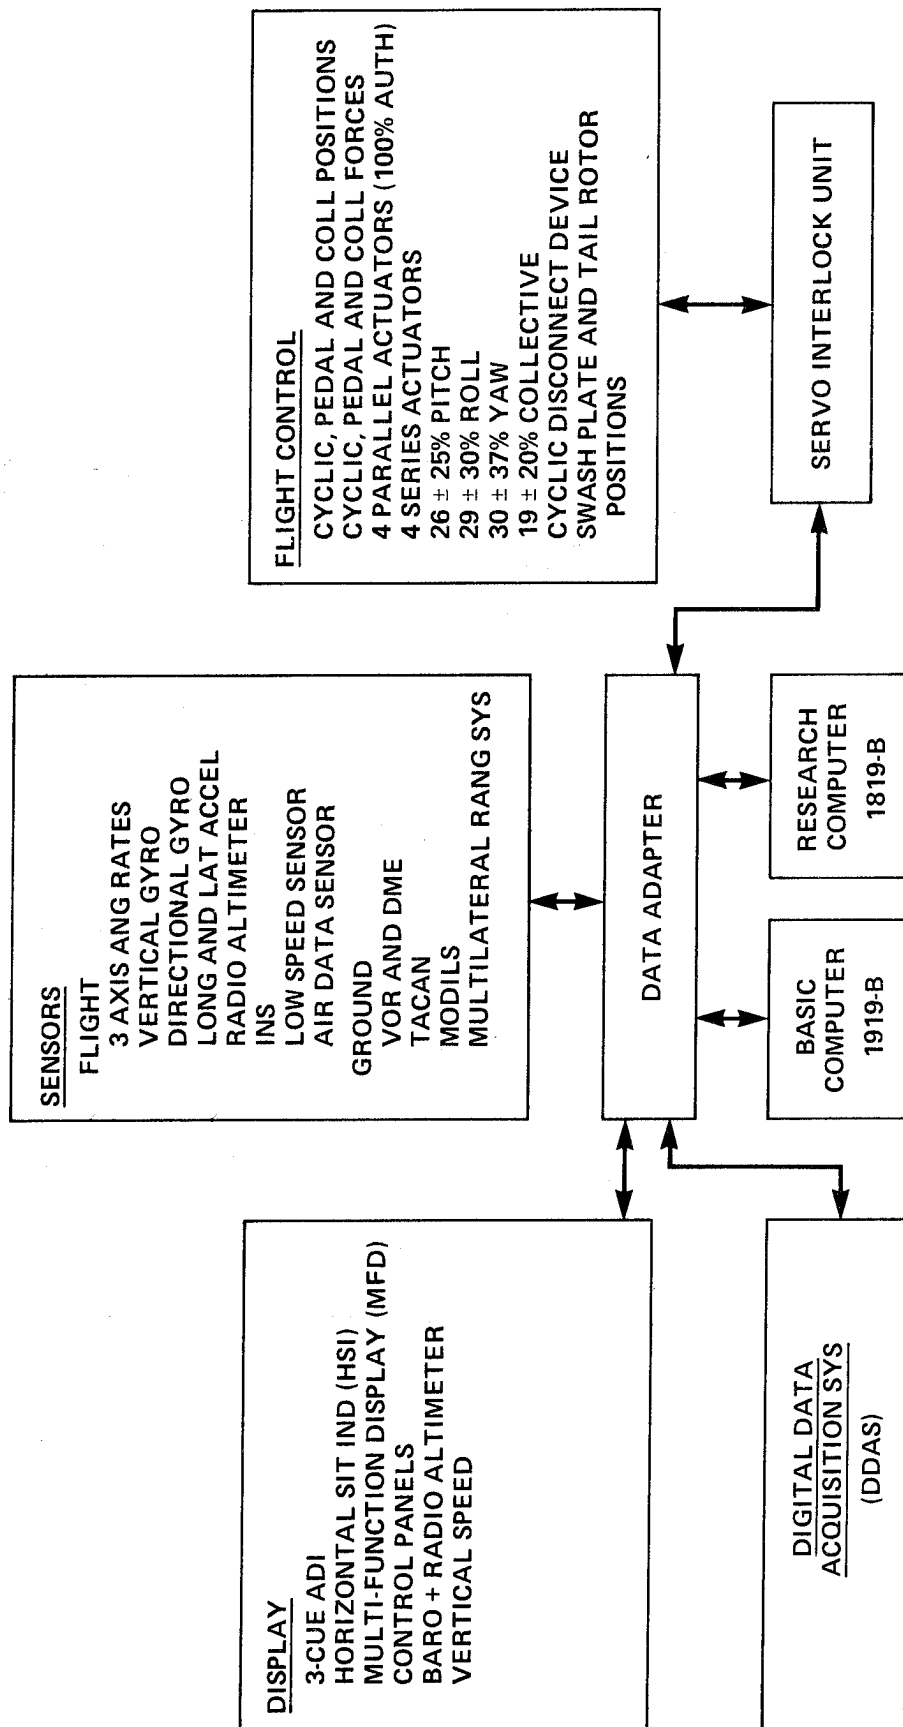 DISPLAY
3-CUE ADI
HORIZONTAL SIT IND (HSI)
MULTI-FUNCTION DISPLAY (MFD)
CONTROL PANELS
BARO + RADIO ALTIMETER
VERTICAL SPEED
SENSORS
FLIGHT
3 AXIS ANG RATES
VERTICAL GYRO
DIRECTIONAL GYRO
LONG AND LAT ACCEL
RADIO ALTIMETER
INS
LOW SPEED SENSOR
AIR DATA SENSOR
GROUND
VOR AND DME
TACAN
MODILS
MULTILATERAL RANG SYS
FLIGHT CONTROL
CYCLIC, PEDAL AND COLL POSITIONS
CYCLIC, PEDAL AND COLL FORCES
4 PARALLEL ACTUATORS (100% AUTH)
4 SERIES ACTUATORS
26 ± 25% PITCH
29 ± 30% ROLL
30 ± 37% YAW
19 ± 20% COLLECTIVE
CYCLIC DISCONNECT DEVICE
SWASH PLATE AND TAIL ROTOR
POSITIONS
DATA ADAPTER
DIGITAL DATA
ACQUISITION SYS
(DDAS)
BASIC
COMPUTER
1919-B
RESEARCH
COMPUTER
1819-B
SERVO INTERLOCK UNIT